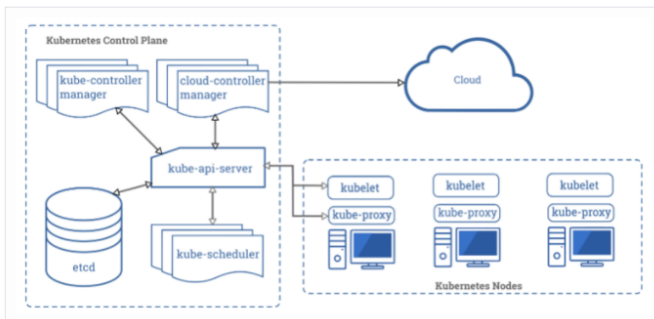 Kubernetes Control Plane
kube-controller
manager
cloud-controller
manager
Cloud
kube-api-server
etcd
kube-scheduler
kubelet
kube-proxy
kubelet
kube-proxy
kubelet
kube-proxy
Kubernetes Nodes